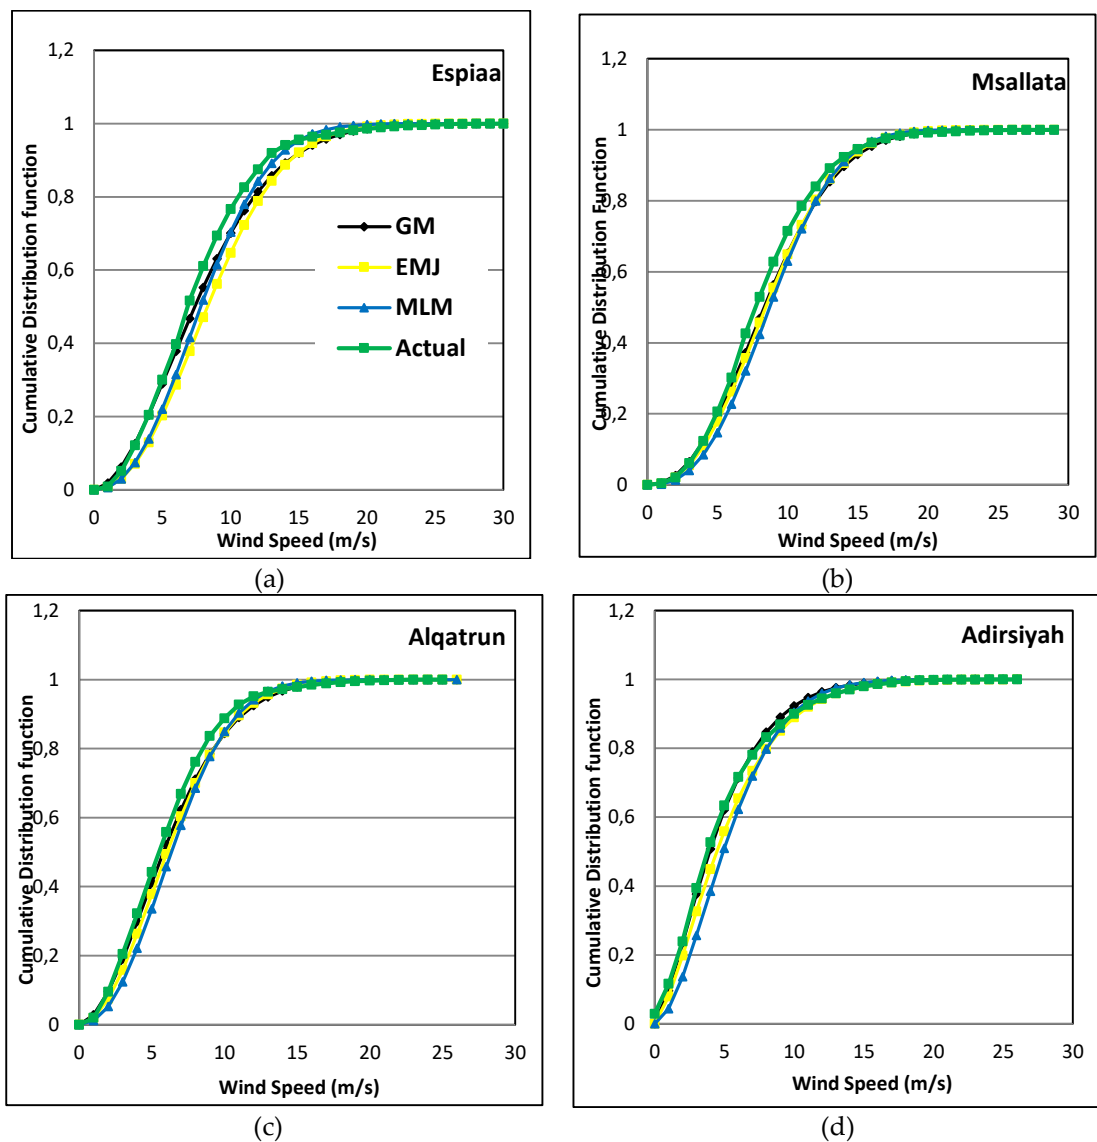 Espiaa
Cumulative Distribution function
1,2
1
0,8
0,6
0,4
0,2
0
GM
EMJ
MLM
Actual
0 5 10 15 20 25 30
Wind Speed (m/s)
(a)
Msallata
Cumulative Distribution Function
1,2
1
0,8
0,6
0,4
0,2
0
0 5 10 15 20 25 30
Wind Speed (m/s)
(b)
Alqatrun
Cumulative Distribution function
1,2
1
0,8
0,6
0,4
0,2
0
0 5 10 15 20 25 30
Wind Speed (m/s)
(c)
Adirsiyah
Cumulative Distribution function
1,2
1
0,8
0,6
0,4
0,2
0
0 5 10 15 20 25 30
Wind Speed (m/s)
(d)